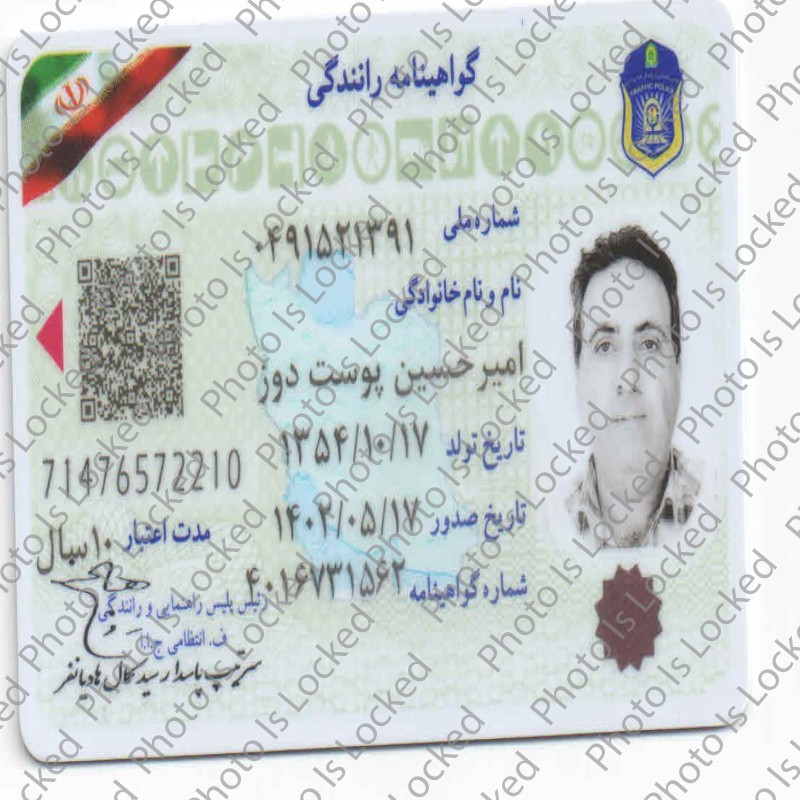 گواهینامه رانندگی
TRAFFIC POLICE
شماره ملی ۰۴۹۱۵۲۱۳۹۱
نام و نام خانوادگی
امیرحسین پوست دوز
تاریخ تولد ۱۳۵۴/۱۰/۱۷
تاریخ صدور ۱۴۰۲/۰۵/۱۷
شماره گواهینامه ۴۰۱۶۷۳۱۵۶۲
71476572210
مدت اعتبار ۱۰ سال
رئیس پلیس راهنمایی و رانندگی
ف. انتظامی ج.ا.ا
سرتیپ پاسدار سید کمال هادیانفر
Photo Is Locked